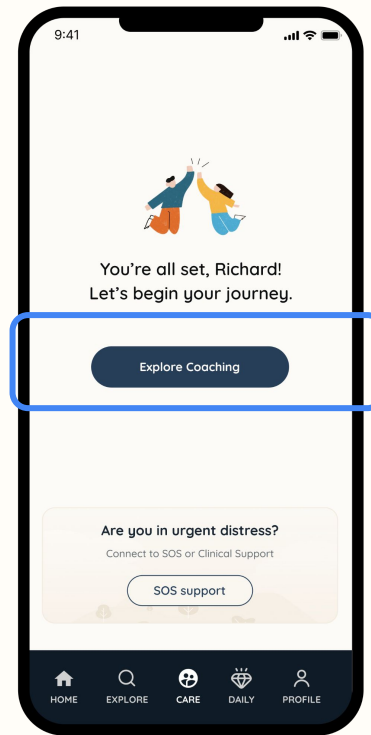 9:41
You're all set, Richard!
Let's begin your journey.
Explore Coaching
Are you in urgent distress?
Connect to SOS or Clinical Support
SOS support
HOME EXPLORE CARE DAILY PROFILE